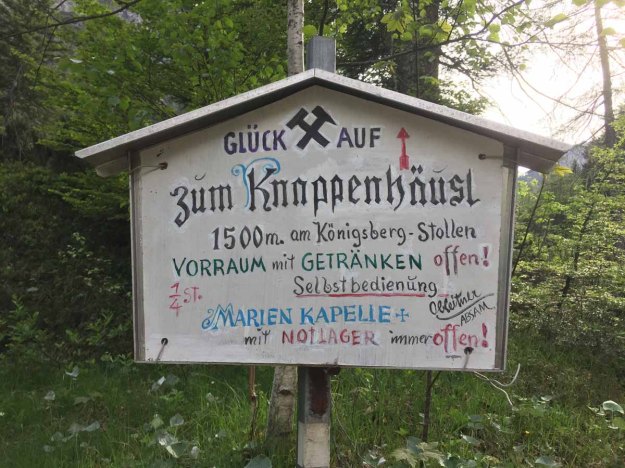 GLÜCK AUF
zum Knappenhäusl
1500m. am Königsberg-Stollen
VORRAUM mit GETRÄNKEN offen!
1/4 St. Selbstbedienung
MARIEN KAPELLE
ABSAM
mit NOTLAGER immer offen!